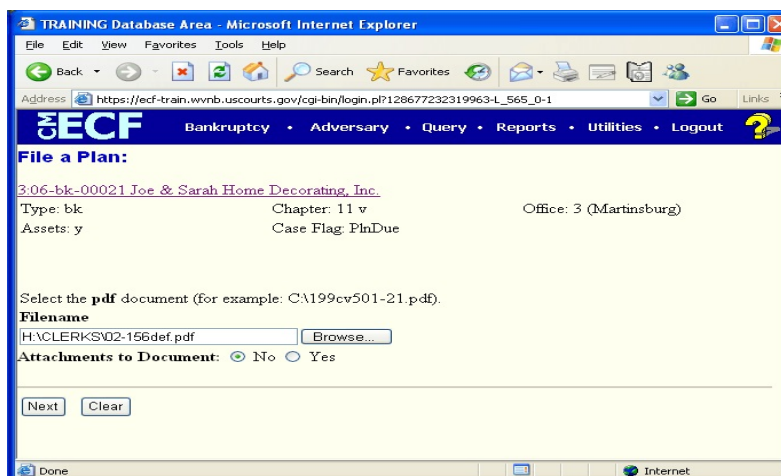 TRAINING Database Area - Microsoft Internet Explorer
File Edit View Favorites Tools Help
Back Search Favorites
Address https://ecf-train.wvnb.uscourts.gov/cgi-bin/login.pl?128677232319963-L_565_0-1 Go Links
CM ECF Bankruptcy • Adversary • Query • Reports • Utilities • Logout ?
File a Plan:
3:06-bk-00021 Joe & Sarah Home Decorating, Inc.
Type: bk Chapter: 11 v Office: 3 (Martinsburg)
Assets: y Case Flag: PlnDue
Select the pdf document (for example: C:\199cv501-21.pdf).
Filename
H:\CLERKS\02-156def.pdf Browse...
Attachments to Document: No Yes
Next Clear
Done Internet